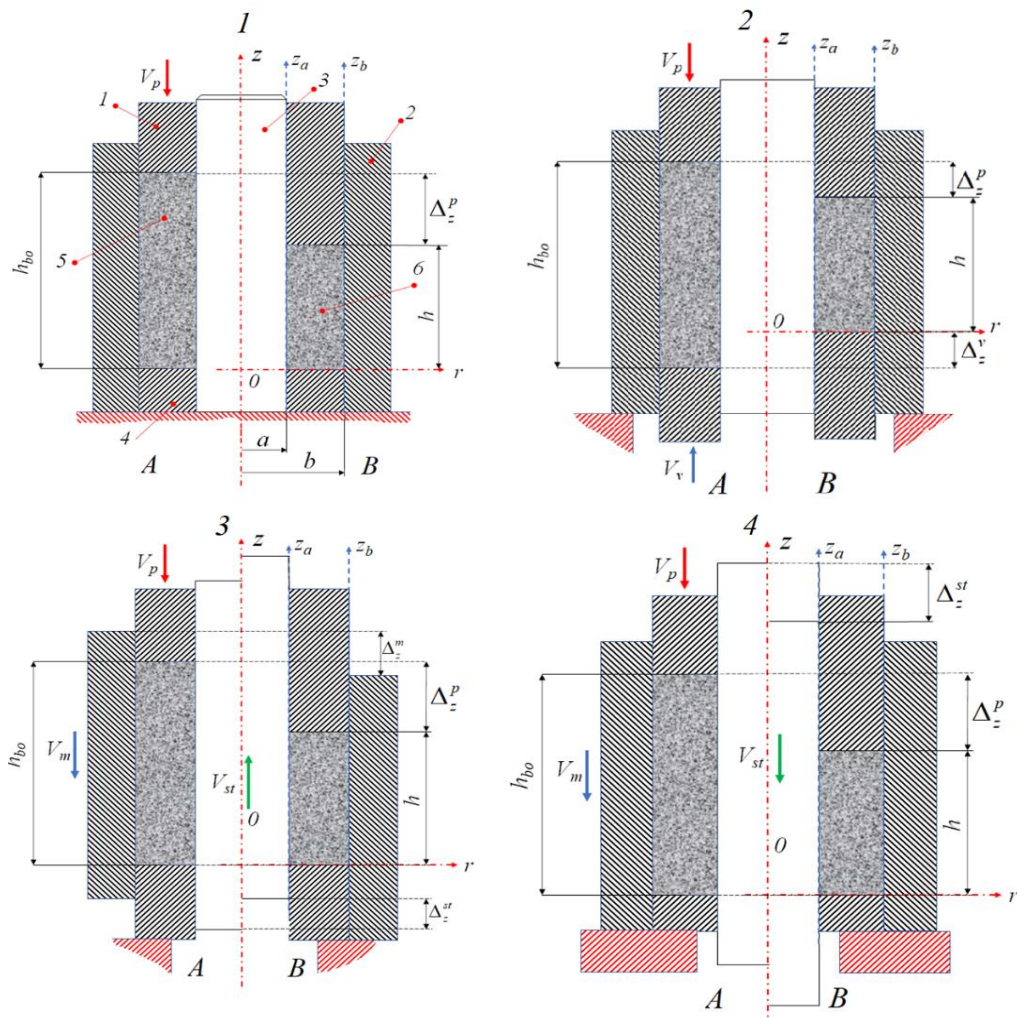 1
z
z_a
z_b
V_p
1
3
2
Δ_z^p
h_bo
5
6
h
0
r
4
a
A
b
B
2
z
z_a
z_b
V_p
Δ_z^p
h_bo
h
0
r
Δ_z^v
V_v
A
B
3
z
z_a
z_b
V_p
Δ_z^m
Δ_z^p
h_bo
V_m
V_st
h
0
r
Δ_z^st
A
B
4
z
z_a
z_b
V_p
Δ_z^st
Δ_z^p
V_m
V_st
h_bo
h
0
r
A
B